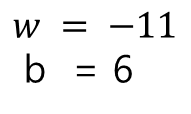 w = −11
b = 6